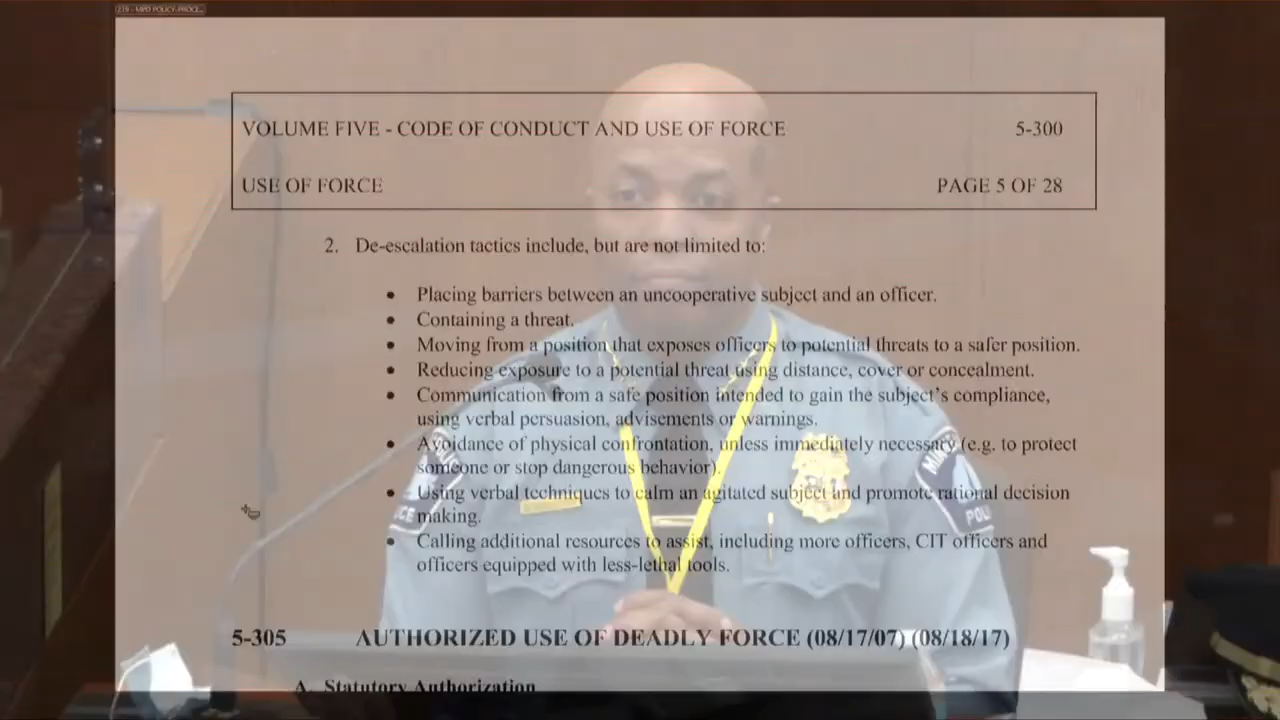 219 - MPD POLICY-PROCE...
VOLUME FIVE - CODE OF CONDUCT AND USE OF FORCE 5-300
USE OF FORCE PAGE 5 OF 28
2. De-escalation tactics include, but are not limited to:
• Placing barriers between an uncooperative subject and an officer.
• Containing a threat.
• Moving from a position that exposes officers to potential threats to a safer position.
• Reducing exposure to a potential threat using distance, cover or concealment.
• Communication from a safe position intended to gain the subject's compliance,
using verbal persuasion, advisements or warnings.
• Avoidance of physical confrontation, unless immediately necessary (e.g. to protect
someone or stop dangerous behavior).
• Using verbal techniques to calm an agitated subject and promote rational decision
making.
• Calling additional resources to assist, including more officers, CIT officers and
officers equipped with less-lethal tools.
5-305 AUTHORIZED USE OF DEADLY FORCE (08/17/07) (08/18/17)
A. Statutory Authorization